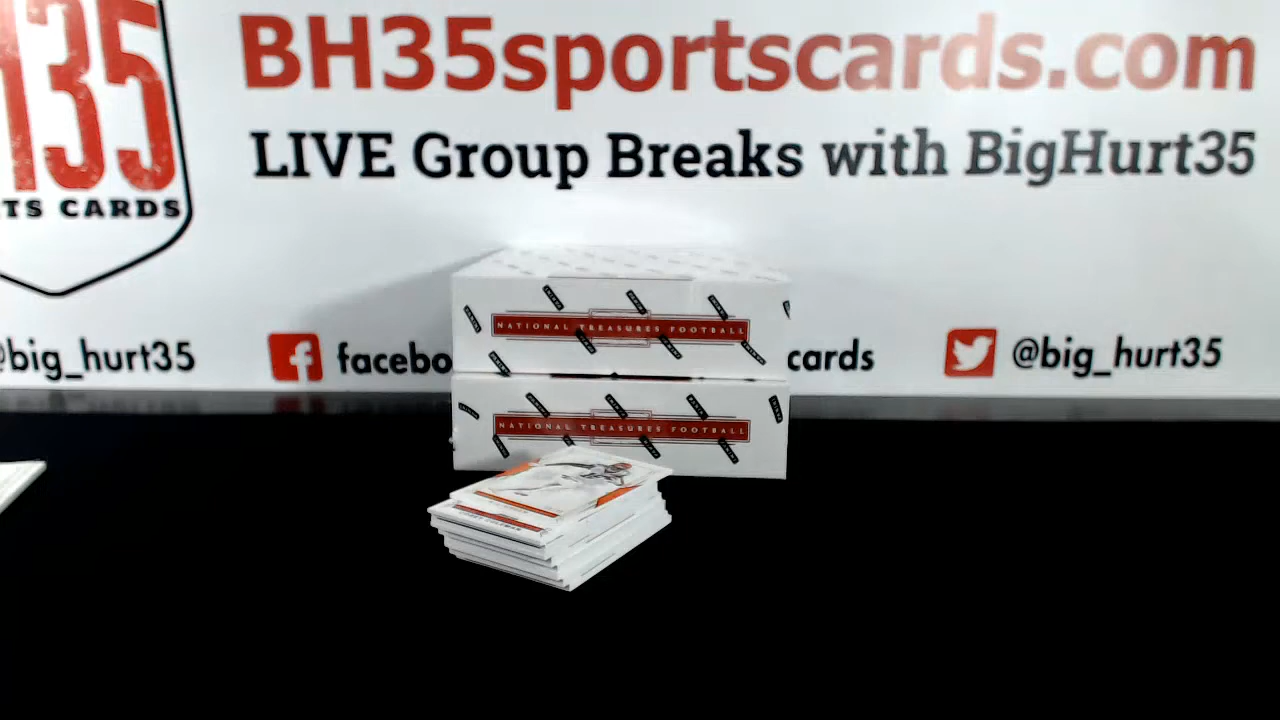 135
TS CARDS
BH35sportscards.com
LIVE Group Breaks with BigHurt35
big_hurt35
facebo
cards
@big_hurt35
NATIONAL TREASURES FOOTBALL
NATIONAL TREASURES FOOTBALL